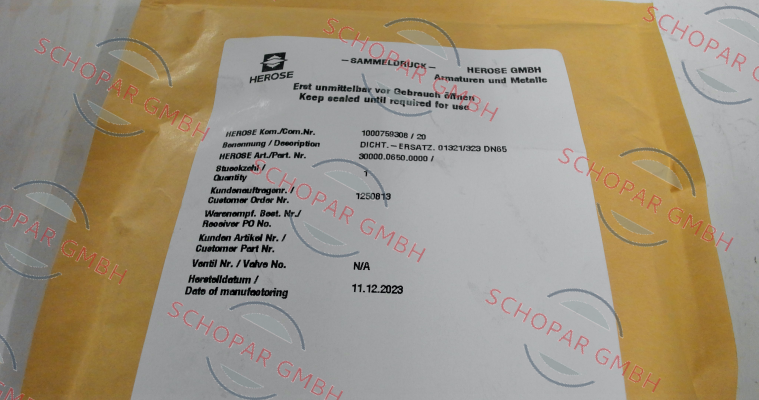 HEROSE
—SAMMELDRUCK—
HEROSE GMBH
Armaturen und Metalle
Erst unmittelbar vor Gebrauch öffnen
Keep sealed until required for use
HEROSE Kom./Com.Nr. 1000759308 / 20
Benennung / Description DICHT.-ERSATZ. 01321/323 DN65
HEROSE Art./Part. Nr. 30000.0650.0000 /
Stueckzahl /
Quantity 1
Kundenauftragsnr. /
Customer Order Nr. 1250813
Warenempf. Best. Nr./
Receiver PO No.
Kunden Artikel Nr. /
Customer Part Nr.
Ventil Nr. / Valve No. N/A
Herstelldatum /
Date of manufactoring 11.12.2023
SCHOPAR GMBH
SCHOPAR GMBH
SCHOPAR GMBH
SCHOPAR GMBH
SCHOPAR GMBH
SCHOPAR GMBH
SCHOPAR GMBH
SCHOPAR GMBH